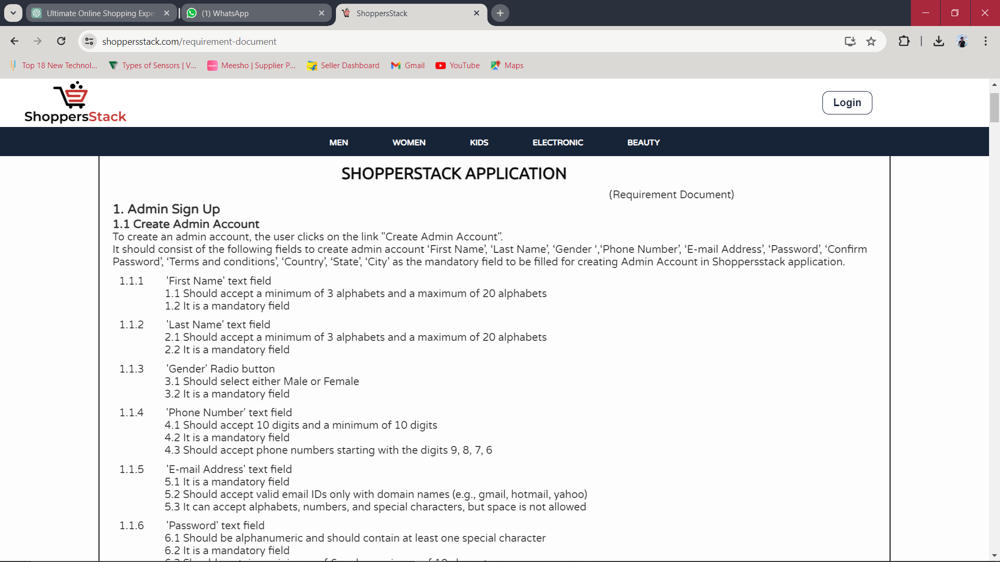 Ultimate Online Shopping Expe
(1) WhatsApp
ShoppersStack
shoppersstack.com/requirement-document
Top 18 New Technol...
Types of Sensors | V...
Meesho | Supplier P...
Seller Dashboard
Gmail
YouTube
Maps
ShoppersStack
Login
MEN
WOMEN
KIDS
ELECTRONIC
BEAUTY
SHOPPERSTACK APPLICATION
(Requirement Document)
1. Admin Sign Up
1.1 Create Admin Account
To create an admin account, the user clicks on the link "Create Admin Account".
It should consist of the following fields to create admin account ‘First Name’, ‘Last Name’, ‘Gender ‘,‘Phone Number’, ‘E-mail Address’, ‘Password’, ‘Confirm
Password’, ‘Terms and conditions’, ‘Country’, ‘State’, ‘City’ as the mandatory field to be filled for creating Admin Account in Shoppersstack application.
1.1.1 'First Name' text field
1.1 Should accept a minimum of 3 alphabets and a maximum of 20 alphabets
1.2 It is a mandatory field
1.1.2 'Last Name' text field
2.1 Should accept a minimum of 3 alphabets and a maximum of 20 alphabets
2.2 It is a mandatory field
1.1.3 'Gender' Radio button
3.1 Should select either Male or Female
3.2 It is a mandatory field
1.1.4 'Phone Number' text field
4.1 Should accept 10 digits and a minimum of 10 digits
4.2 It is a mandatory field
4.3 Should accept phone numbers starting with the digits 9, 8, 7, 6
1.1.5 'E-mail Address' text field
5.1 It is a mandatory field
5.2 Should accept valid email IDs only with domain names (e.g., gmail, hotmail, yahoo)
5.3 It can accept alphabets, numbers, and special characters, but space is not allowed
1.1.6 'Password' text field
6.1 Should be alphanumeric and should contain at least one special character
6.2 It is a mandatory field